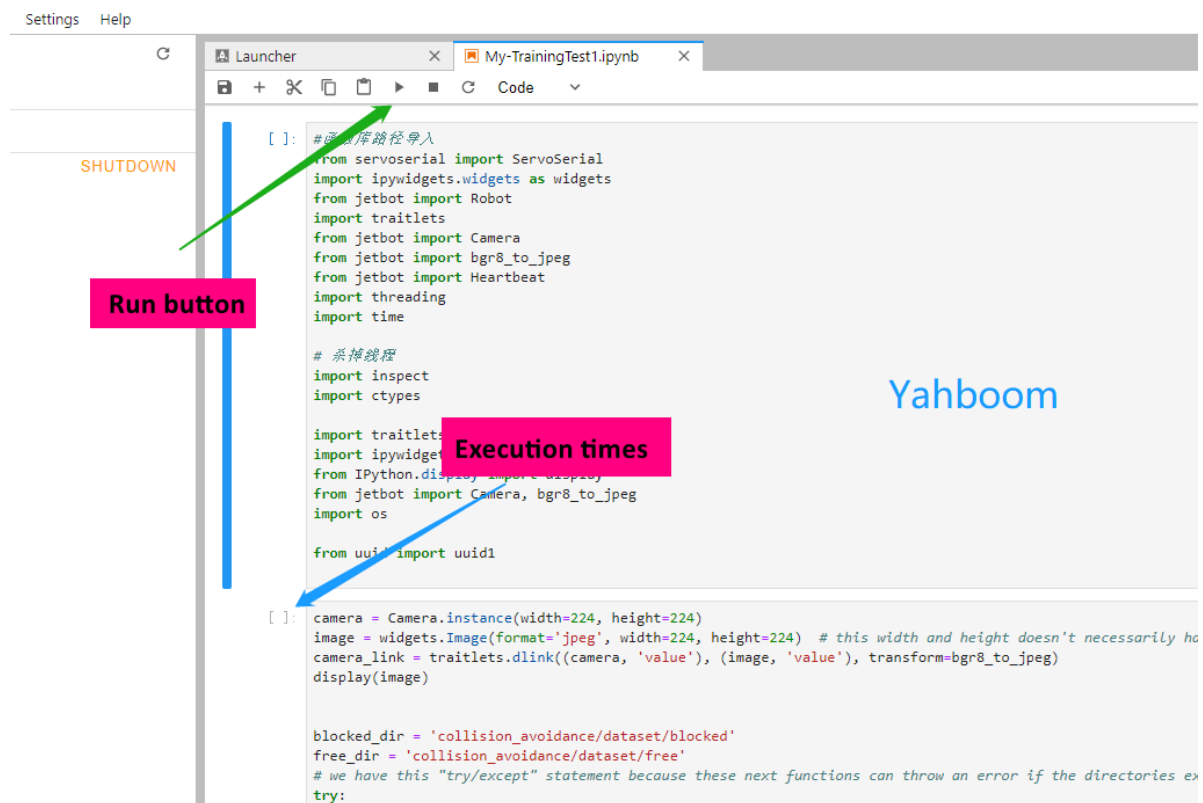 Settings Help
Launcher
My-TrainingTest1.ipynb
Code
SHUTDOWN
[ ]: #函数库路径导入
from servoserial import ServoSerial
import ipywidgets.widgets as widgets
from jetbot import Robot
import traitlets
from jetbot import Camera
from jetbot import bgr8_to_jpeg
from jetbot import Heartbeat
import threading
import time
Run button
# 杀掉线程
import inspect
import ctypes
Yahboom
import traitlets
import ipywidget
Execution times
from IPython.display import display
from jetbot import Camera, bgr8_to_jpeg
import os
from uuid import uuid1
[ ]: camera = Camera.instance(width=224, height=224)
image = widgets.Image(format='jpeg', width=224, height=224) # this width and height doesn't necessarily ha
camera_link = traitlets.dlink((camera, 'value'), (image, 'value'), transform=bgr8_to_jpeg)
display(image)
blocked_dir = 'collision_avoidance/dataset/blocked'
free_dir = 'collision_avoidance/dataset/free'
# we have this "try/except" statement because these next functions can throw an error if the directories ex
try: